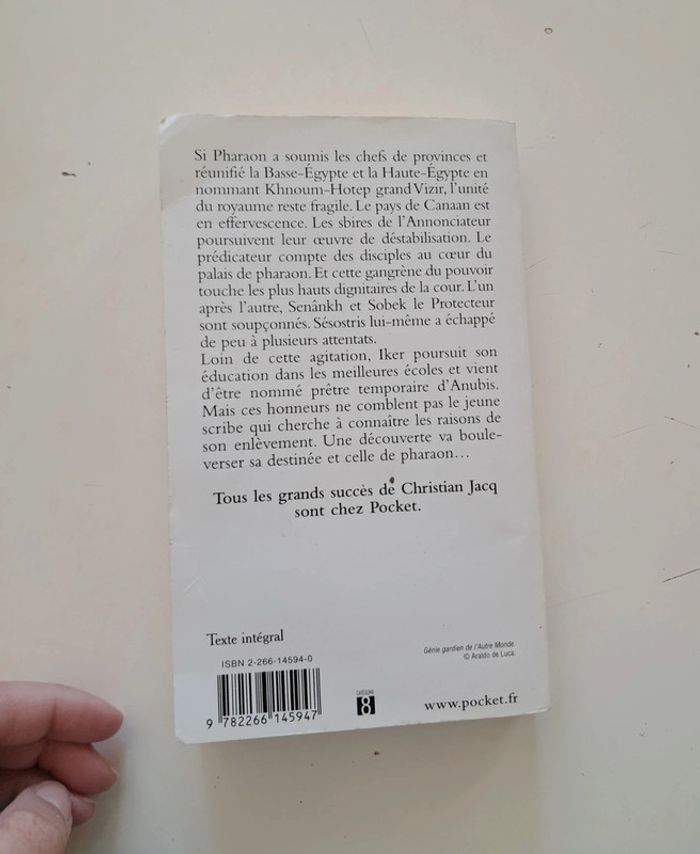 Si Pharaon a soumis les chefs de provinces et
réunifié la Basse-Égypte et la Haute-Égypte en
nommant Khnoum-Hotep grand Vizir, l'unité
du royaume reste fragile. Le pays de Canaan est
en effervescence. Les sbires de l'Annonciateur
poursuivent leur œuvre de déstabilisation. Le
prédicateur compte des disciples au cœur du
palais de pharaon. Et cette gangrène du pouvoir
touche les plus hauts dignitaires de la cour. L'un
après l'autre, Senânkh et Sobek le Protecteur
sont soupçonnés. Sésostris lui-même a échappé
de peu à plusieurs attentats.
Loin de cette agitation, Iker poursuit son
éducation dans les meilleures écoles et vient
d'être nommé prêtre temporaire d'Anubis.
Mais ces honneurs ne comblent pas le jeune
scribe qui cherche à connaître les raisons de
son enlèvement. Une découverte va boule-
verser sa destinée et celle de pharaon…
Tous les grands succès de Christian Jacq
sont chez Pocket.
Texte intégral
Génie gardien de l'Autre Monde.
© Araldo de Luca.
ISBN 2-266-14594-0
9 782266 145947
CATÉGORIE
8
www.pocket.fr